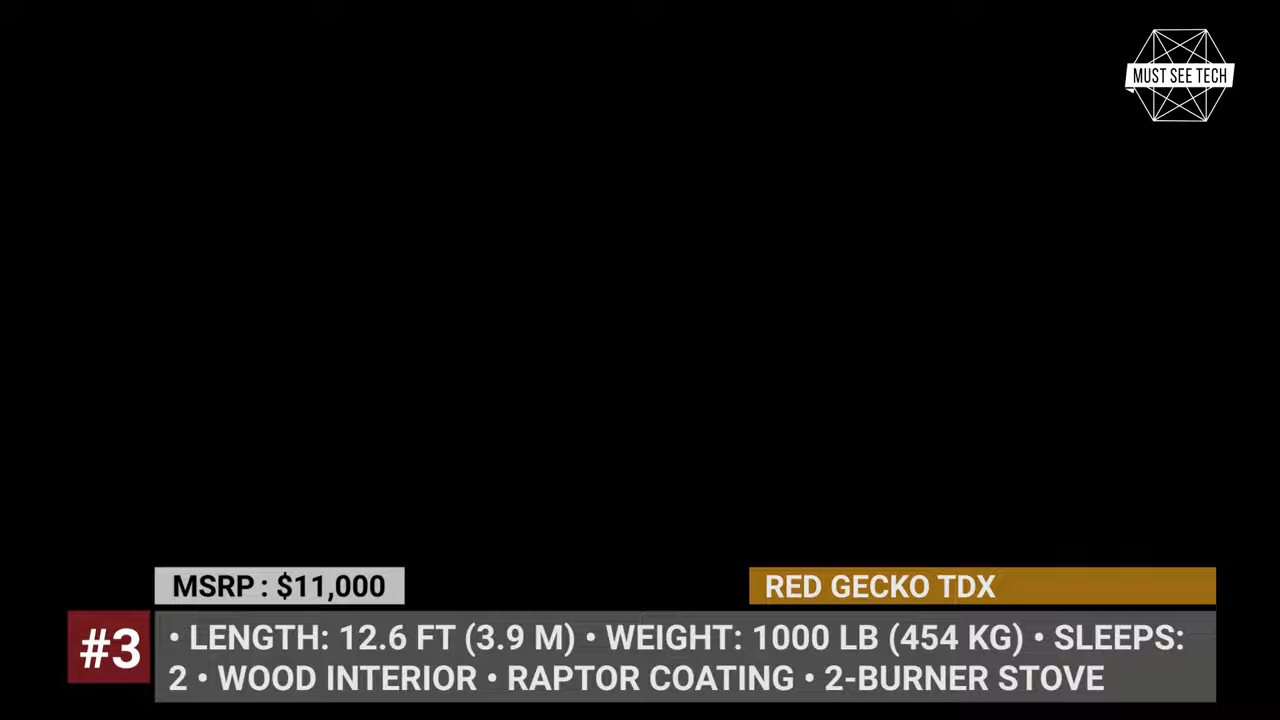 MUST SEE TECH
MSRP : $11,000
RED GECKO TDX
#3
• LENGTH: 12.6 FT (3.9 M) • WEIGHT: 1000 LB (454 KG) • SLEEPS:
2 • WOOD INTERIOR • RAPTOR COATING • 2-BURNER STOVE